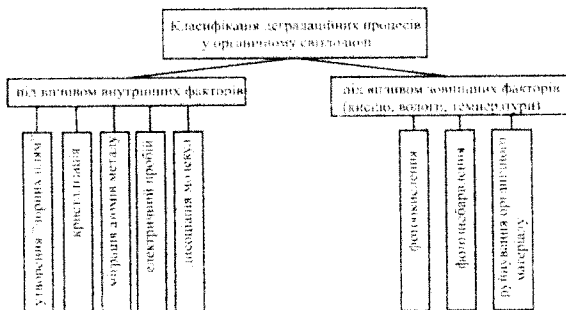 Класифікація деградаційних процесів
у органічному світлодіоді
під впливом внутрішніх факторів
під впливом зовнішніх факторів
(кисню, вологи, температури)
утворення "чорних плям"
кристалізація
міграція атомів металу
електричний пробій
дисоціація молекул
фотоокислення
фотознебарвлення
руйнування органічного
матеріалу